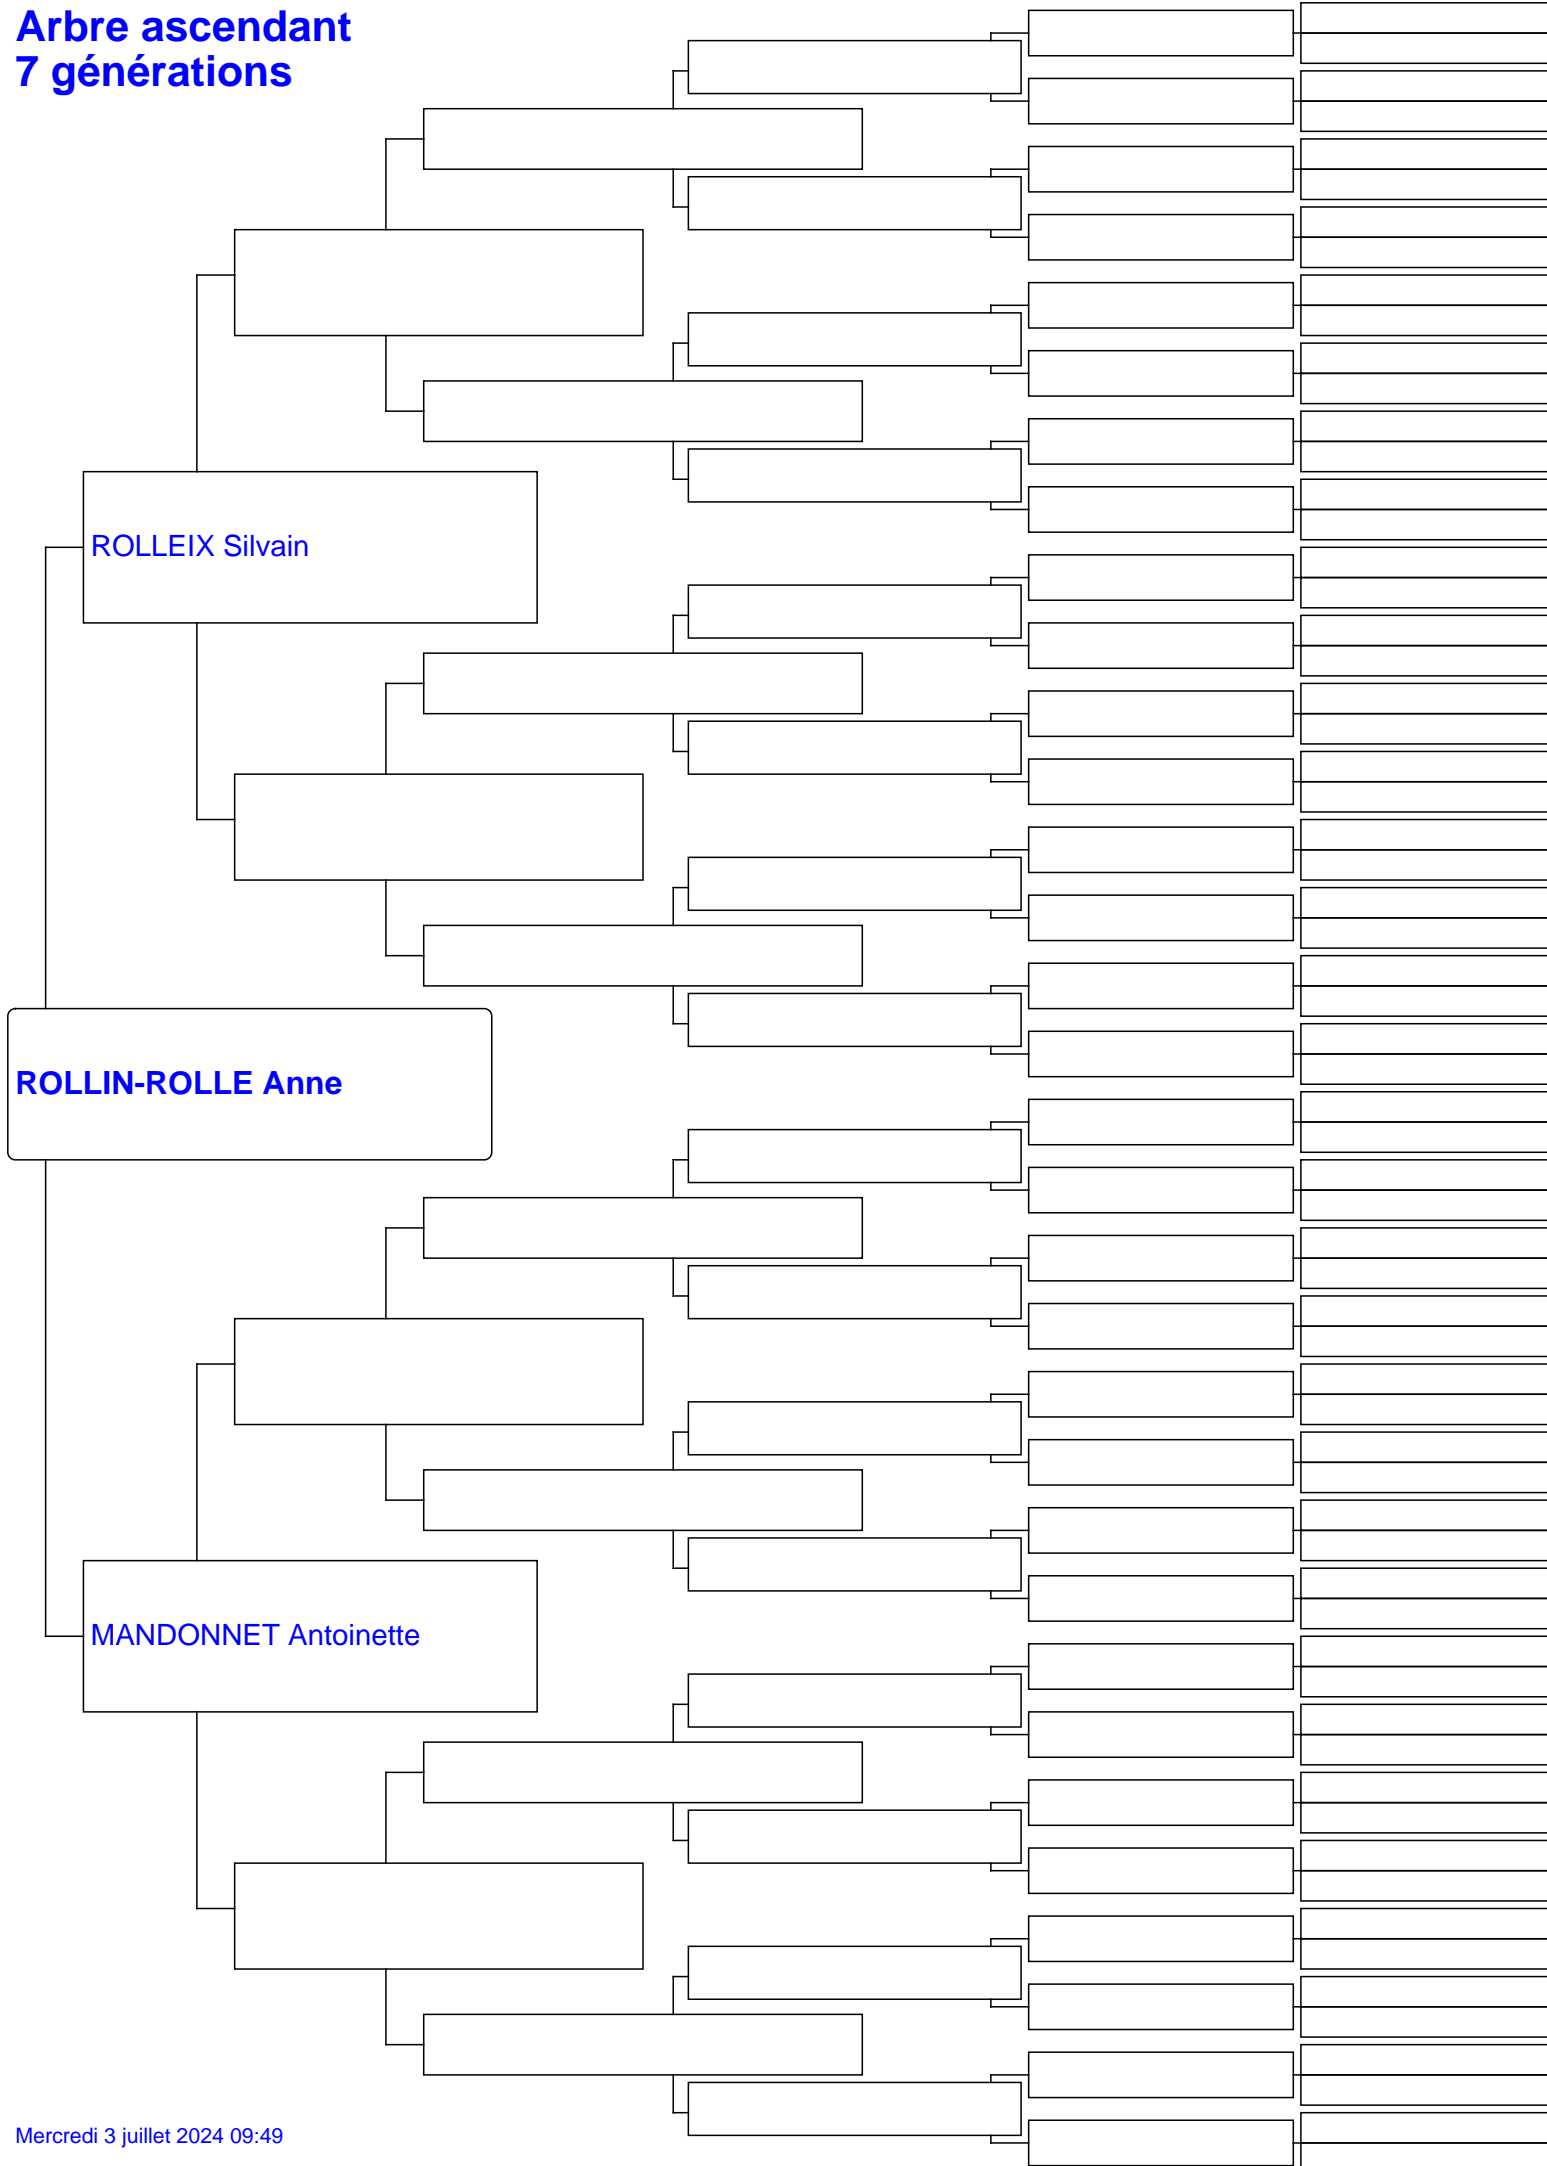 Arbre ascendant
7 générations
ROLLEIX Silvain
ROLLIN-ROLLE Anne
MANDONNET Antoinette
Mercredi 3 juillet 2024 09:49